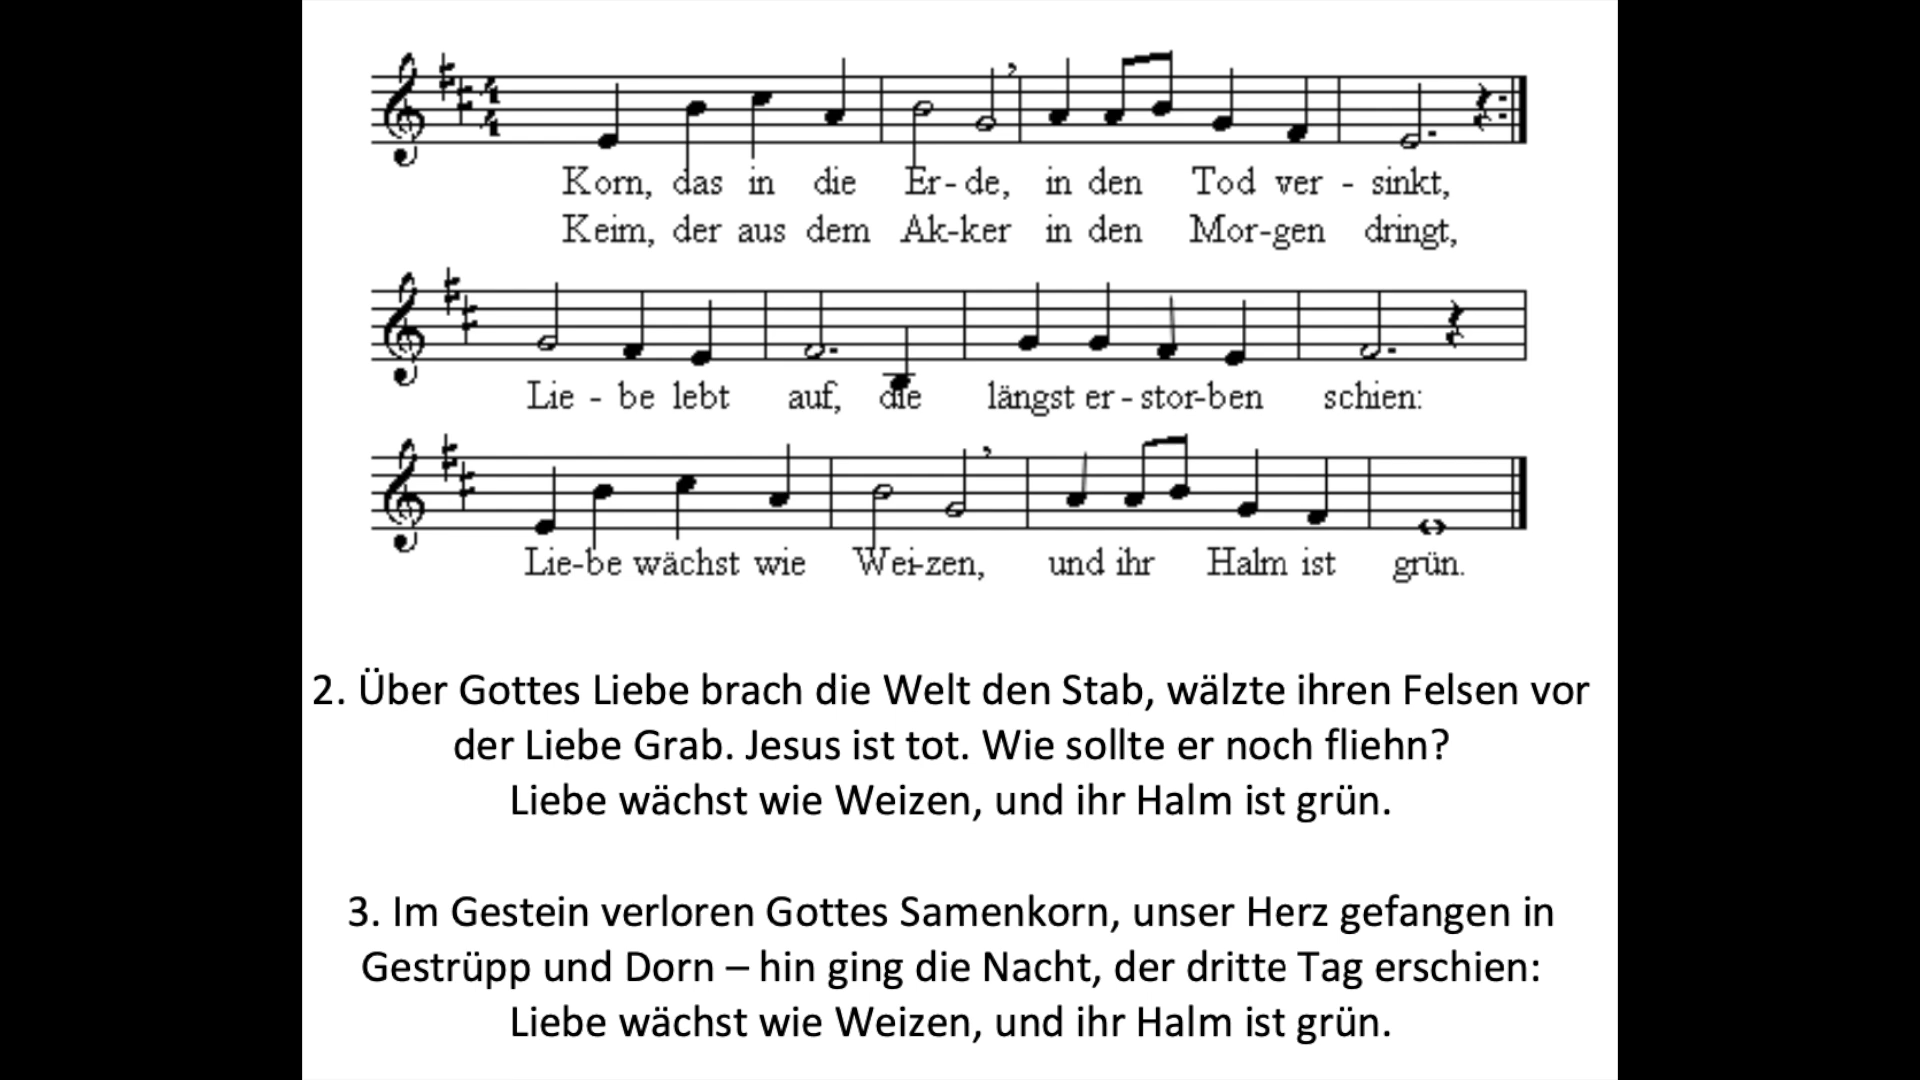 Korn, das in die Er-de, in den Tod ver - sinkt,
Keim, der aus dem Ak-ker in den Mor-gen dringt,
Lie - be lebt auf, die längst er-stor-ben schien:
Lie-be wächst wie Wei-zen, und ihr Halm ist grün.
2. Über Gottes Liebe brach die Welt den Stab, wälzte ihren Felsen vor
der Liebe Grab. Jesus ist tot. Wie sollte er noch fliehn?
Liebe wächst wie Weizen, und ihr Halm ist grün.
3. Im Gestein verloren Gottes Samenkorn, unser Herz gefangen in
Gestrüpp und Dorn – hin ging die Nacht, der dritte Tag erschien:
Liebe wächst wie Weizen, und ihr Halm ist grün.